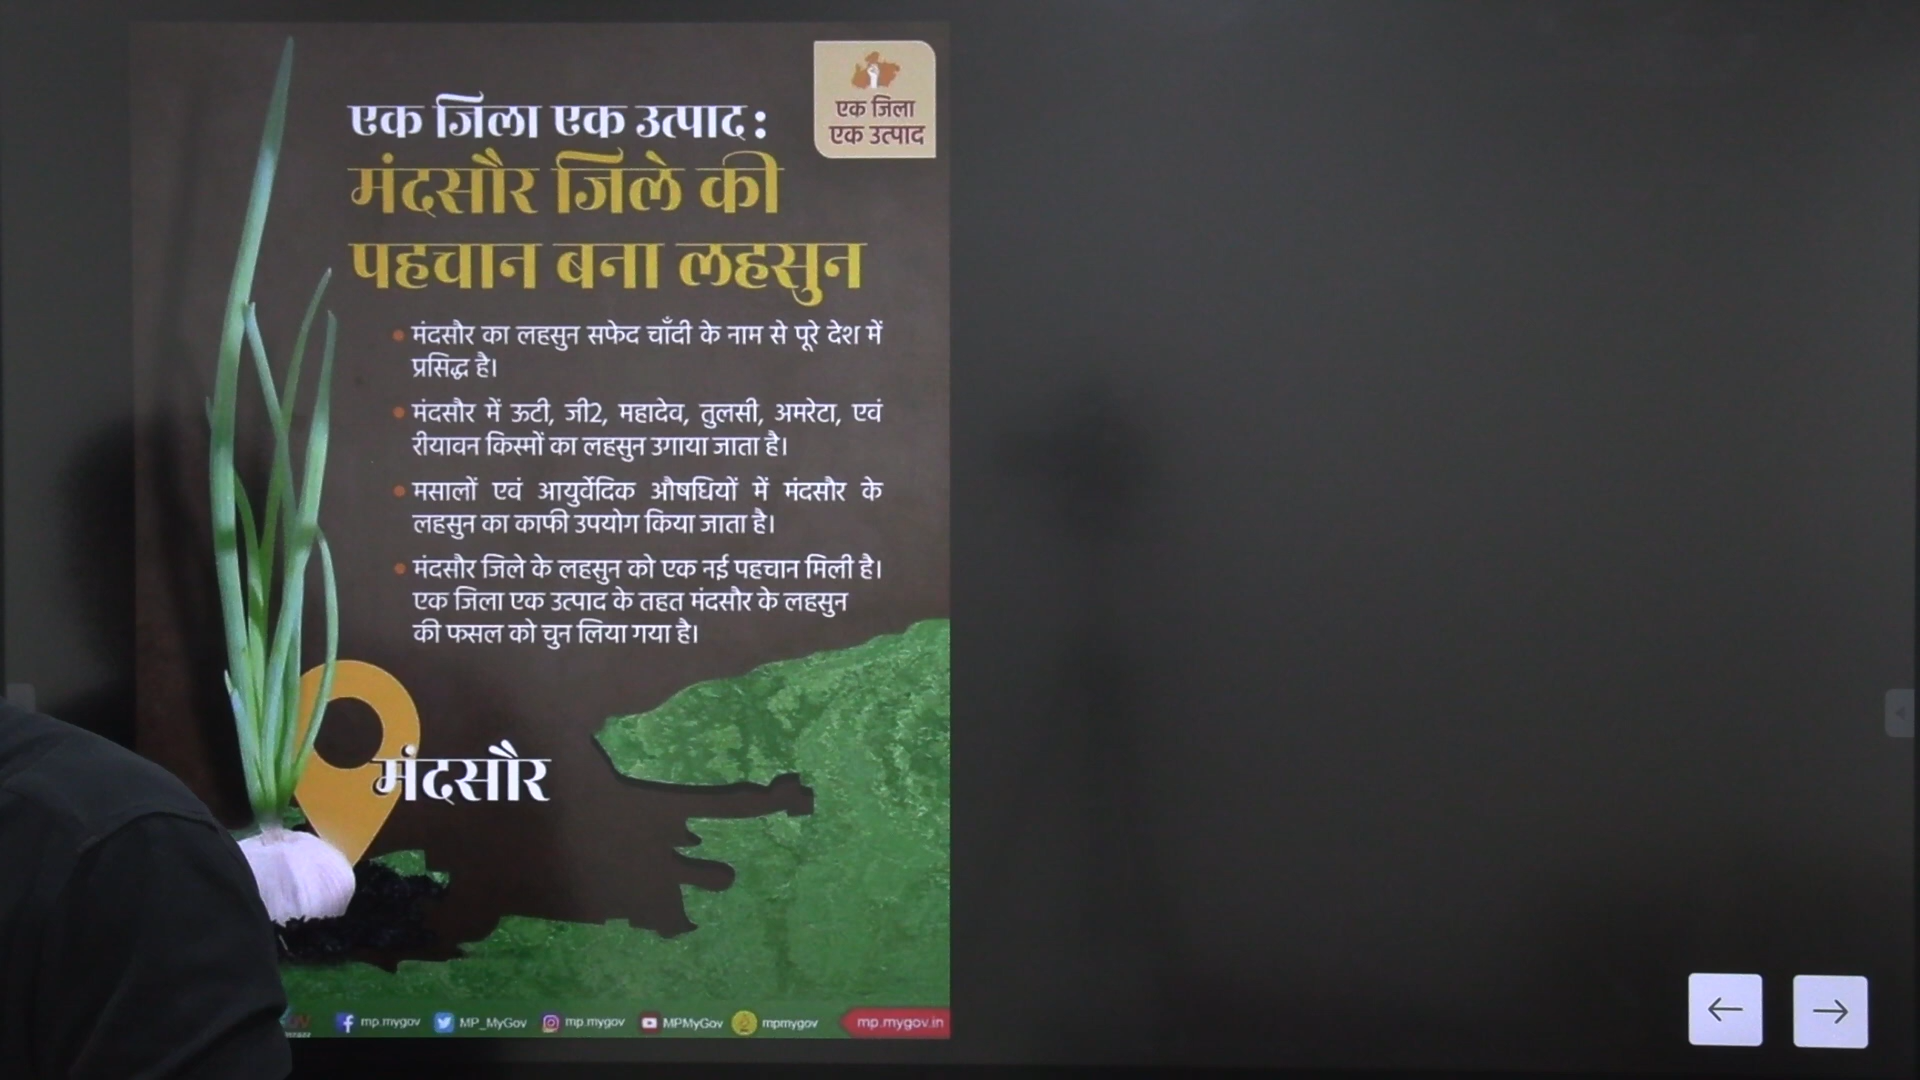 एक जिला एक उत्पाद :
मंदसौर जिले की
पहचान बना लहसुन
एक जिला
एक उत्पाद
• मंदसौर का लहसुन सफेद चाँदी के नाम से पूरे देश में
प्रसिद्ध है।
• मंदसौर में ऊटी, जी2, महादेव, तुलसी, अमरेटा, एवं
रीयावन किस्मों का लहसुन उगाया जाता है।
• मसालों एवं आयुर्वेदिक औषधियों में मंदसौर के
लहसुन का काफी उपयोग किया जाता है।
• मंदसौर जिले के लहसुन को एक नई पहचान मिली है।
एक जिला एक उत्पाद के तहत मंदसौर के लहसुन
की फसल को चुन लिया गया है।
मंदसौर
mp.mygov MP_MyGov mp.mygov MPMyGov mpmygov mp.mygov.in